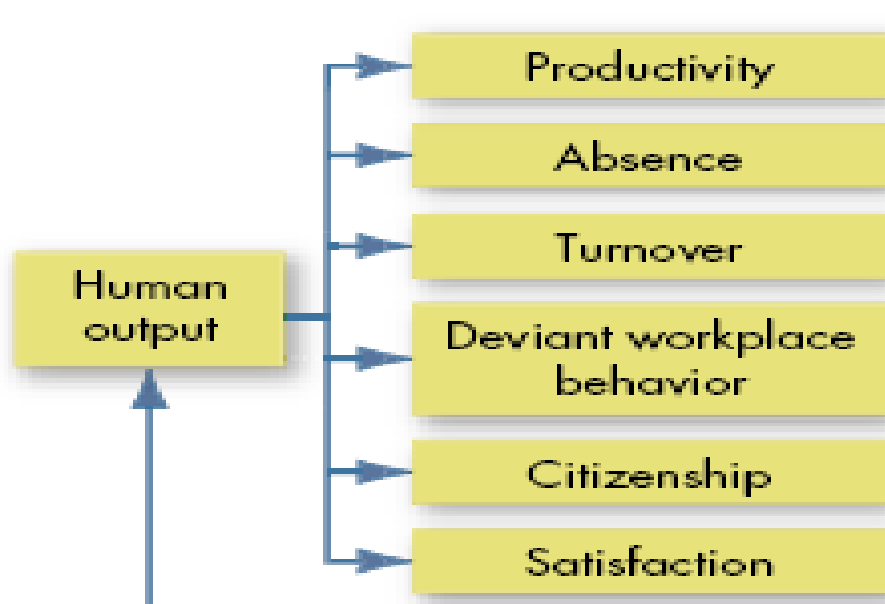 Productivity
Absence
Turnover
Human
output
Deviant workplace
behavior
Citizenship
Satisfaction